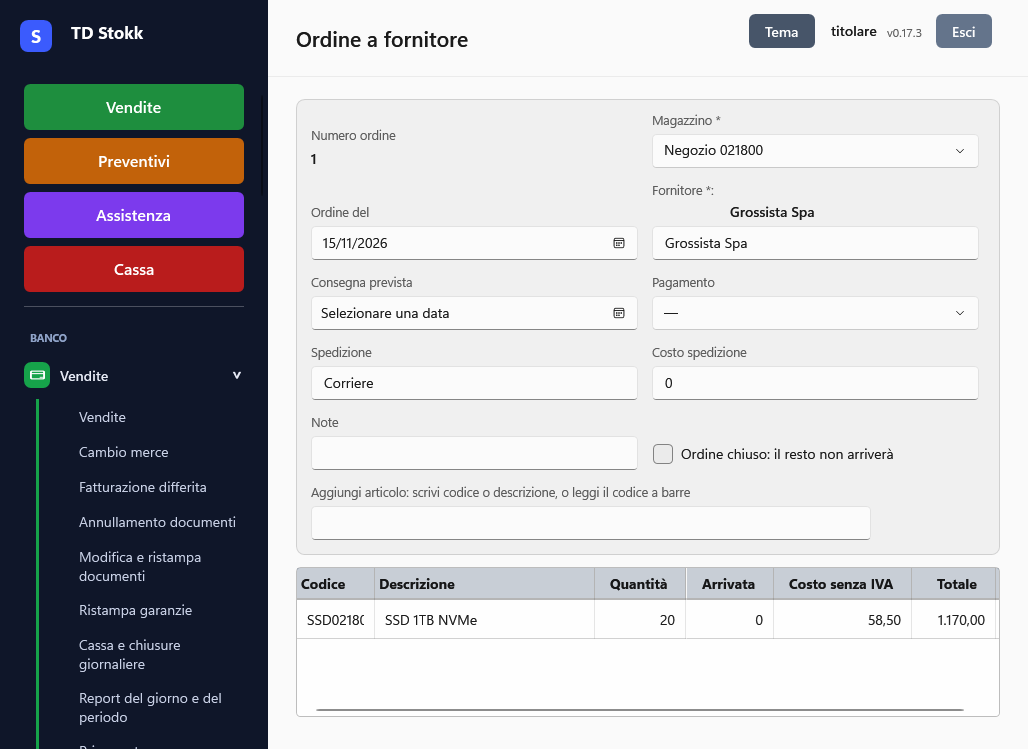 S
TD Stokk
Vendite
Preventivi
Assistenza
Cassa
BANCO
Vendite
Vendite
Cambio merce
Fatturazione differita
Annullamento documenti
Modifica e ristampa
documenti
Ristampa garanzie
Cassa e chiusure
giornaliere
Report del giorno e del
periodo
Ordine a fornitore
Tema
titolare
v0.17.3
Esci
Numero ordine
1
Magazzino *
Negozio 021800
Fornitore *:
Grossista Spa
Ordine del
15/11/2026
Grossista Spa
Consegna prevista
Selezionare una data
Pagamento
—
Spedizione
Corriere
Costo spedizione
0
Note
Ordine chiuso: il resto non arriverà
Aggiungi articolo: scrivi codice o descrizione, o leggi il codice a barre
Codice Descrizione Quantità Arrivata Costo senza IVA Totale
SSD02180 SSD 1TB NVMe 20 0 58,50 1.170,00